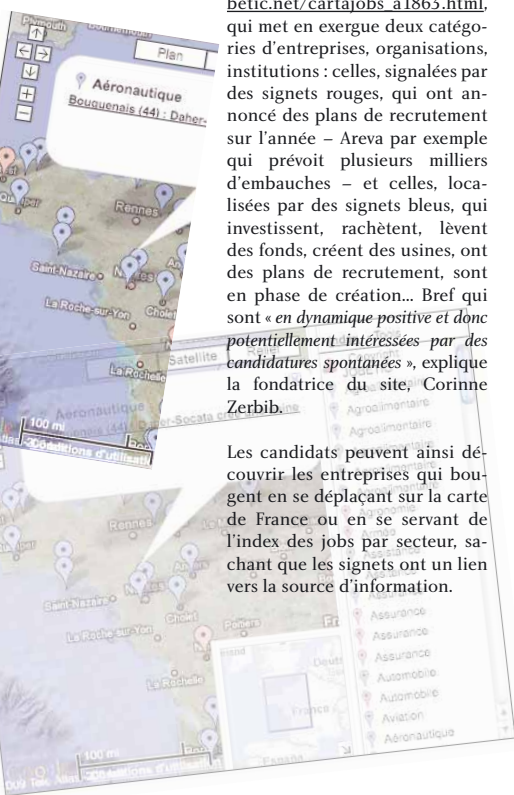 betic.net/cartajobs_a1863.html,
qui met en exergue deux catégo-
ries d'entreprises, organisations,
institutions : celles, signalées par
des signets rouges, qui ont an-
noncé des plans de recrutement
sur l'année – Areva par exemple
qui prévoit plusieurs milliers
d'embauches – et celles, loca-
lisées par des signets bleus, qui
investissent, rachètent, lèvent
des fonds, créent des usines, ont
des plans de recrutement, sont
en phase de création... Bref qui
sont « en dynamique positive et donc
potentiellement intéressées par des
candidatures spontanées », explique
la fondatrice du site, Corinne
Zerbib.
Les candidats peuvent ainsi dé-
couvrir les entreprises qui bou-
gent en se déplaçant sur la carte
de France ou en se servant de
l'index des jobs par secteur, sa-
chant que les signets ont un lien
vers la source d'information.
Plymouth
Plan
Aéronautique
Bouguenais (44) : Daher-
Rennes
Saint-Nazaire
Cholet
La Roche-sur-Yon
La Rochelle
100 mi
Satellite
Relief
Aéronautique
Rennes
Saint-Nazaire
Cholet
La Roche-sur-Yon
Poitiers
La Rochelle
100 mi
España
Agroalimentaire
Agroalimentaire
Agronomie
Assistance
Assurance
Assurance
Assurance
Automobile
Automobile
Aviation
Aéronautique